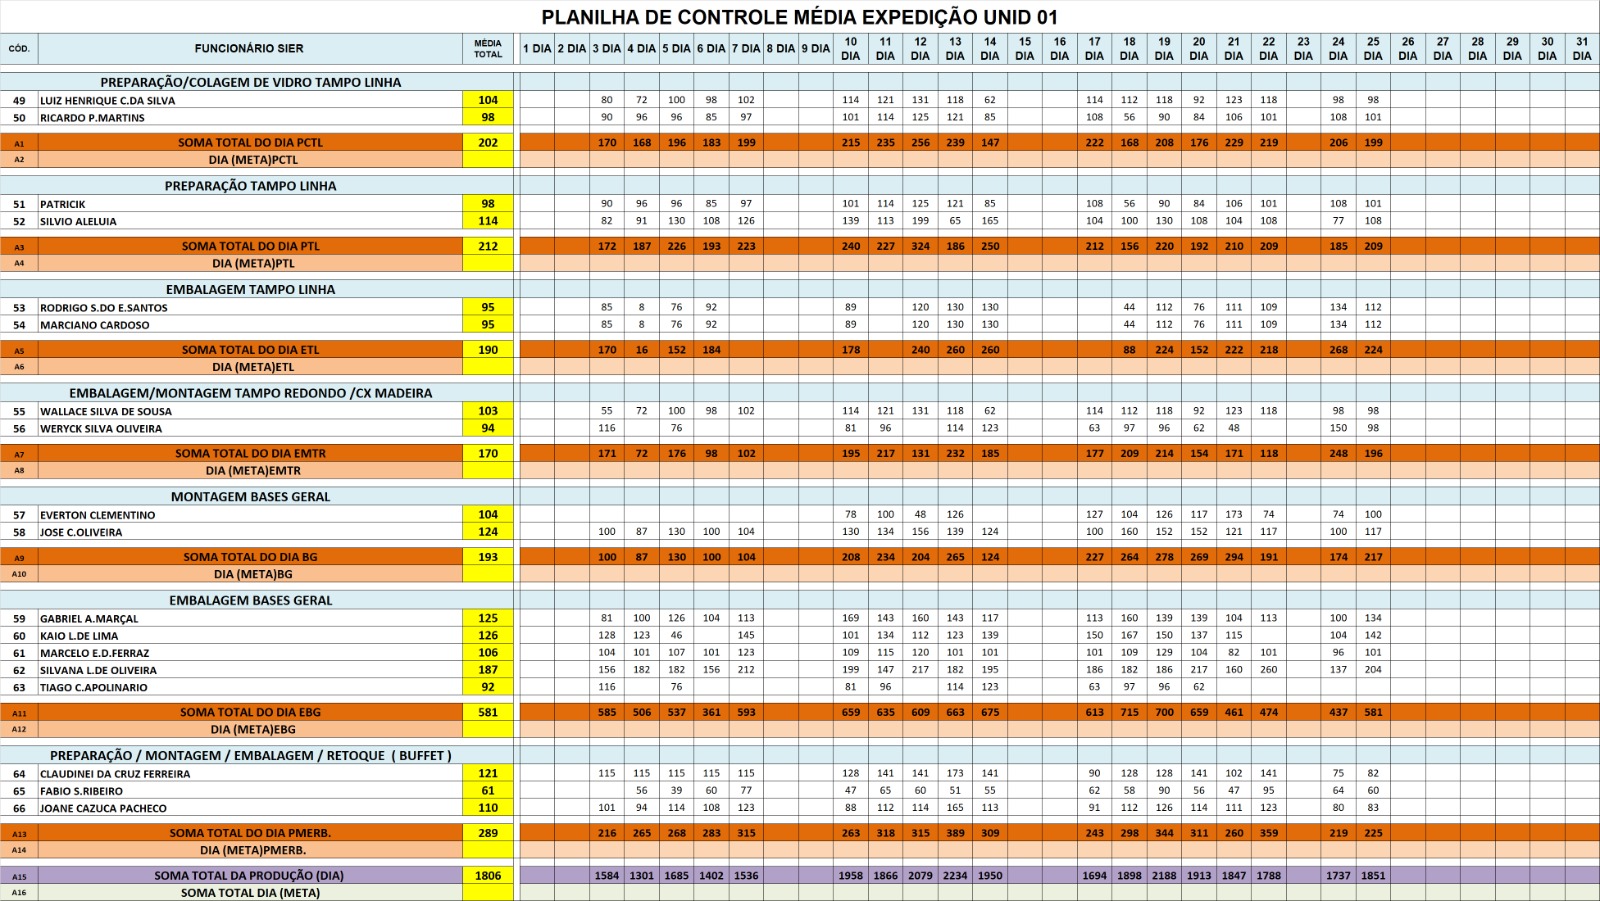 PLANILHA DE CONTROLE MÉDIA EXPEDIÇÃO UNID 01
CÓD. FUNCIONÁRIO SIER MÉDIA TOTAL 1 DIA 2 DIA 3 DIA 4 DIA 5 DIA 6 DIA 7 DIA 8 DIA 9 DIA 10 DIA 11 DIA 12 DIA 13 DIA 14 DIA 15 DIA 16 DIA 17 DIA 18 DIA 19 DIA 20 DIA 21 DIA 22 DIA 23 DIA 24 DIA 25 DIA 26 DIA 27 DIA 28 DIA 29 DIA 30 DIA 31 DIA
PREPARAÇÃO/COLAGEM DE VIDRO TAMPO LINHA
49 LUIZ HENRIQUE C.DA SILVA 104 80 72 100 98 102 114 121 131 118 62 114 112 118 92 123 118 98 98
50 RICARDO P.MARTINS 98 90 96 96 85 97 101 114 125 121 85 108 56 90 84 106 101 108 101
A1 SOMA TOTAL DO DIA PCTL 202 170 168 196 183 199 215 235 256 239 147 222 168 208 176 229 219 206 199
A2 DIA (META)PCTL
PREPARAÇÃO TAMPO LINHA
51 PATRICIK 98 90 96 96 85 97 101 114 125 121 85 108 56 90 84 106 101 108 101
52 SILVIO ALELUIA 114 82 91 130 108 126 139 113 199 65 165 104 100 130 108 104 108 77 108
A3 SOMA TOTAL DO DIA PTL 212 172 187 226 193 223 240 227 324 186 250 212 156 220 192 210 209 185 209
A4 DIA (META)PTL
EMBALAGEM TAMPO LINHA
53 RODRIGO S.DO E.SANTOS 95 85 8 76 92 89 120 130 130 44 112 76 111 109 134 112
54 MARCIANO CARDOSO 95 85 8 76 92 89 120 130 130 44 112 76 111 109 134 112
A5 SOMA TOTAL DO DIA ETL 190 170 16 152 184 178 240 260 260 88 224 152 222 218 268 224
A6 DIA (META)ETL
EMBALAGEM/MONTAGEM TAMPO REDONDO /CX MADEIRA
55 WALLACE SILVA DE SOUSA 103 55 72 100 98 102 114 121 131 118 62 114 112 118 92 123 118 98 98
56 WERYCK SILVA OLIVEIRA 94 116 76 81 96 114 123 63 97 96 62 48 150 98
A7 SOMA TOTAL DO DIA EMTR 170 171 72 176 98 102 195 217 131 232 185 177 209 214 154 171 118 248 196
A8 DIA (META)EMTR
MONTAGEM BASES GERAL
57 EVERTON CLEMENTINO 104 78 100 48 126 127 104 126 117 173 74 74 100
58 JOSE C.OLIVEIRA 124 100 87 130 100 104 130 134 156 139 124 100 160 152 152 121 117 100 117
A9 SOMA TOTAL DO DIA BG 193 100 87 130 100 104 208 234 204 265 124 227 264 278 269 294 191 174 217
A10 DIA (META)BG
EMBALAGEM BASES GERAL
59 GABRIEL A.MARÇAL 125 81 100 126 104 113 169 143 160 143 117 113 160 139 139 104 113 100 134
60 KAIO L.DE LIMA 126 128 123 46 145 101 134 112 123 139 150 167 150 137 115 104 142
61 MARCELO E.D.FERRAZ 106 104 101 107 101 123 109 115 120 101 101 101 109 129 104 82 101 96 101
62 SILVANA L.DE OLIVEIRA 187 156 182 182 156 212 199 147 217 182 195 186 182 186 217 160 260 137 204
63 TIAGO C.APOLINARIO 92 116 76 81 96 114 123 63 97 96 62
A11 SOMA TOTAL DO DIA EBG 581 585 506 537 361 593 659 635 609 663 675 613 715 700 659 461 474 437 581
A12 DIA (META)EBG
PREPARAÇÃO / MONTAGEM / EMBALAGEM / RETOQUE ( BUFFET )
64 CLAUDINEI DA CRUZ FERREIRA 121 115 115 115 115 115 128 141 141 173 141 90 128 128 141 102 141 75 82
65 FABIO S.RIBEIRO 61 56 39 60 77 47 65 60 51 55 62 58 90 56 47 95 64 60
66 JOANE CAZUCA PACHECO 110 101 94 114 108 123 88 112 114 165 113 91 112 126 114 111 123 80 83
A13 SOMA TOTAL DO DIA PMERB. 289 216 265 268 283 315 263 318 315 389 309 243 298 344 311 260 359 219 225
A14 DIA (META)PMERB.
A15 SOMA TOTAL DA PRODUÇÃO (DIA) 1806 1584 1301 1685 1402 1536 1958 1866 2079 2234 1950 1694 1898 2188 1913 1847 1788 1737 1851
A16 SOMA TOTAL DIA (META)